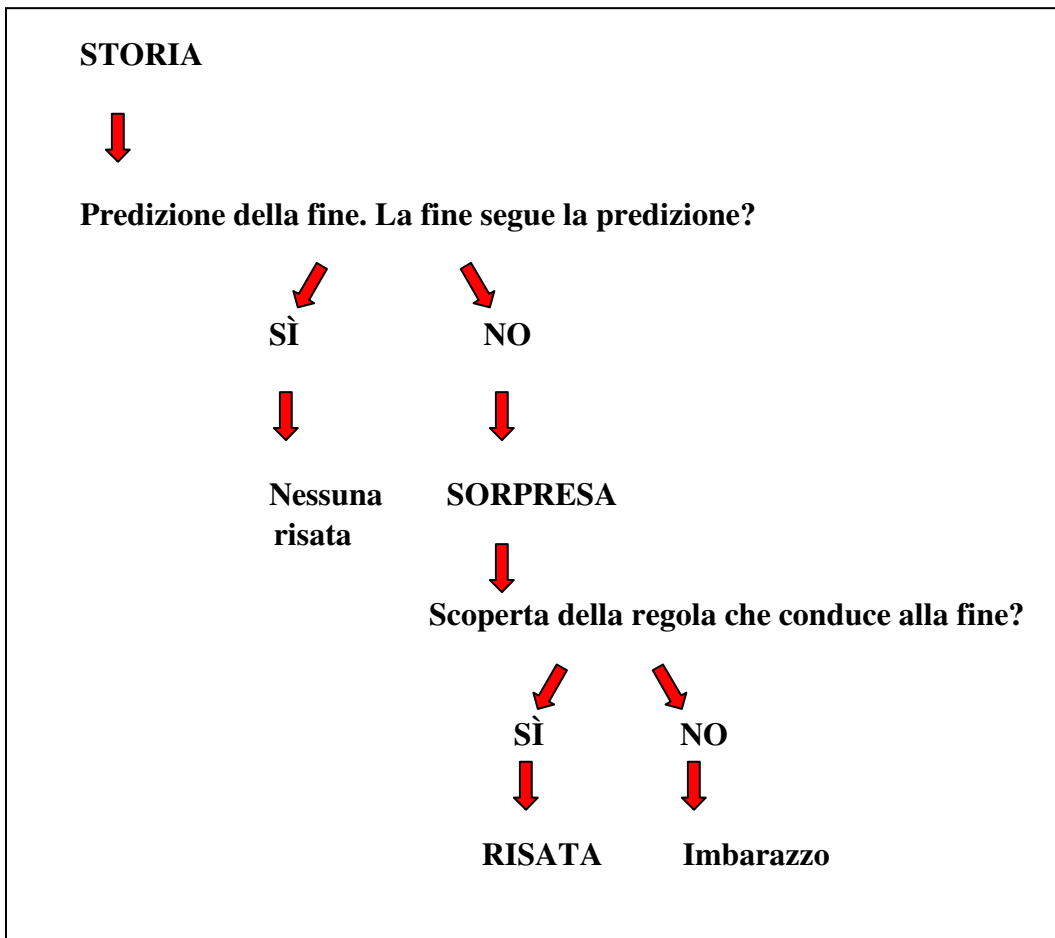 STORIA
Predizione della fine. La fine segue la predizione?
SÌ
NO
Nessuna
risata
SORPRESA
Scoperta della regola che conduce alla fine?
SÌ
NO
RISATA
Imbarazzo